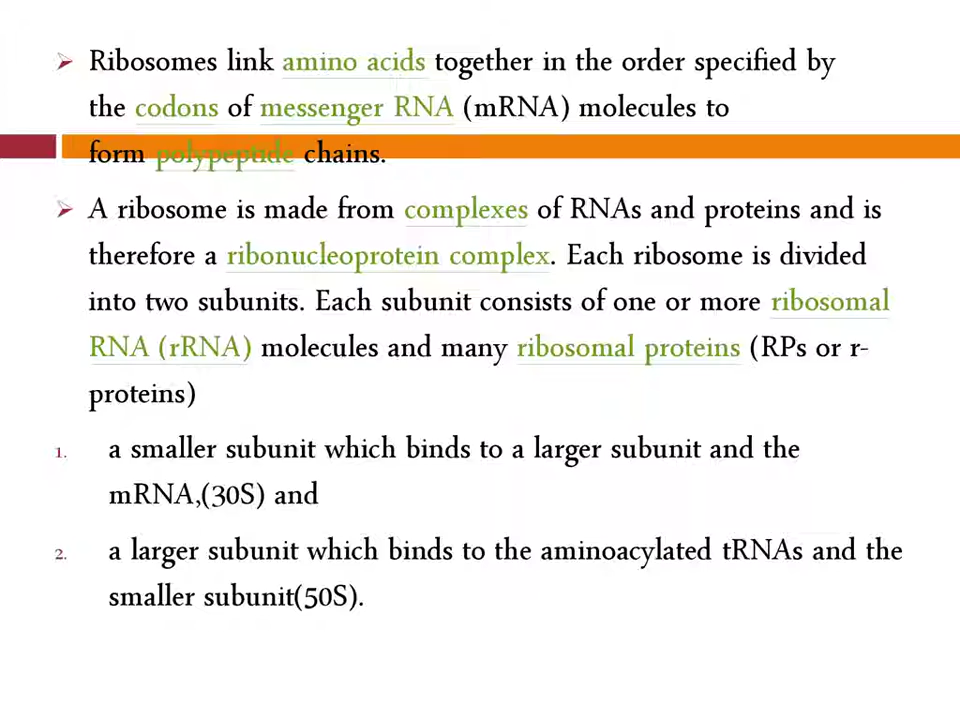 ➢ Ribosomes link amino acids together in the order specified by
the codons of messenger RNA (mRNA) molecules to
form polypeptide chains.
➢ A ribosome is made from complexes of RNAs and proteins and is
therefore a ribonucleoprotein complex. Each ribosome is divided
into two subunits. Each subunit consists of one or more ribosomal
RNA (rRNA) molecules and many ribosomal proteins (RPs or r-
proteins)
1. a smaller subunit which binds to a larger subunit and the
mRNA,(30S) and
2. a larger subunit which binds to the aminoacylated tRNAs and the
smaller subunit(50S).